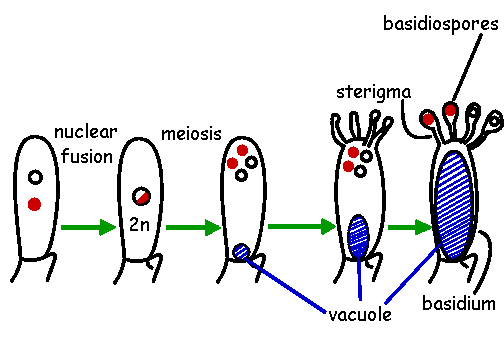 basidiospores
sterigma
nuclear
fusion
meiosis
2n
vacuole
basidium